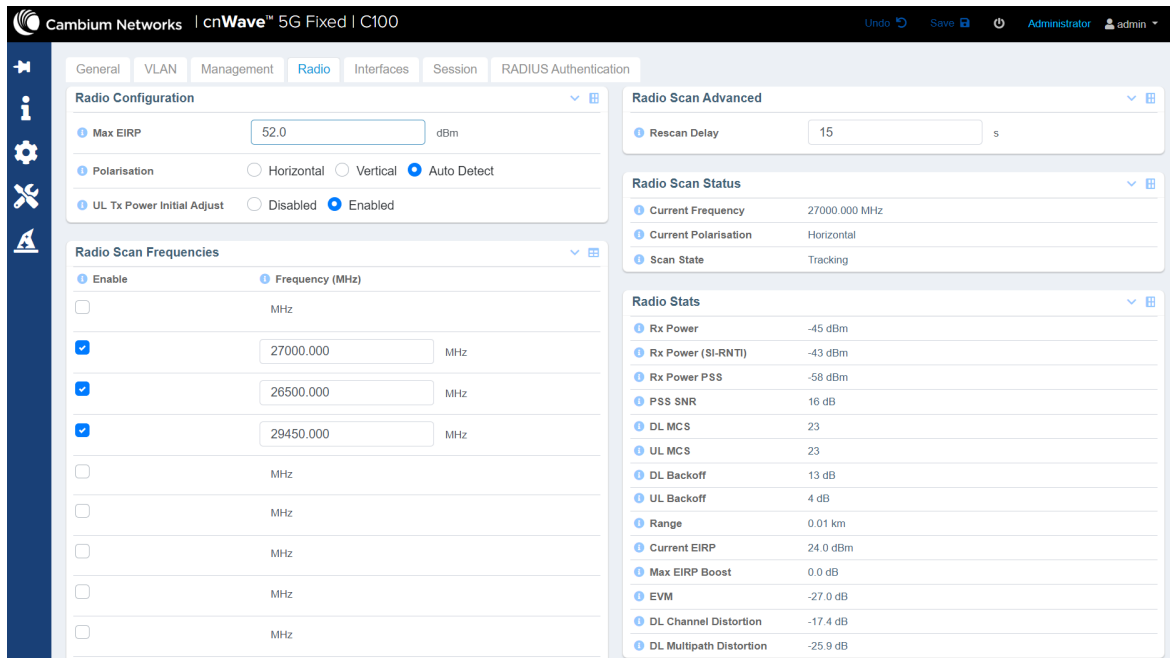 Cambium Networks | cnWave™ 5G Fixed | C100
Undo Save Administrator admin
General VLAN Management Radio Interfaces Session RADIUS Authentication
Radio Configuration
Max EIRP 52.0 dBm
Polarisation Horizontal Vertical Auto Detect
UL Tx Power Initial Adjust Disabled Enabled
Radio Scan Frequencies
Enable Frequency (MHz)
MHz
27000.000 MHz
26500.000 MHz
29450.000 MHz
MHz
MHz
MHz
MHz
MHz
Radio Scan Advanced
Rescan Delay 15 s
Radio Scan Status
Current Frequency 27000.000 MHz
Current Polarisation Horizontal
Scan State Tracking
Radio Stats
Rx Power -45 dBm
Rx Power (SI-RNTI) -43 dBm
Rx Power PSS -58 dBm
PSS SNR 16 dB
DL MCS 23
UL MCS 23
DL Backoff 13 dB
UL Backoff 4 dB
Range 0.01 km
Current EIRP 24.0 dBm
Max EIRP Boost 0.0 dB
EVM -27.0 dB
DL Channel Distortion -17.4 dB
DL Multipath Distortion -25.9 dB